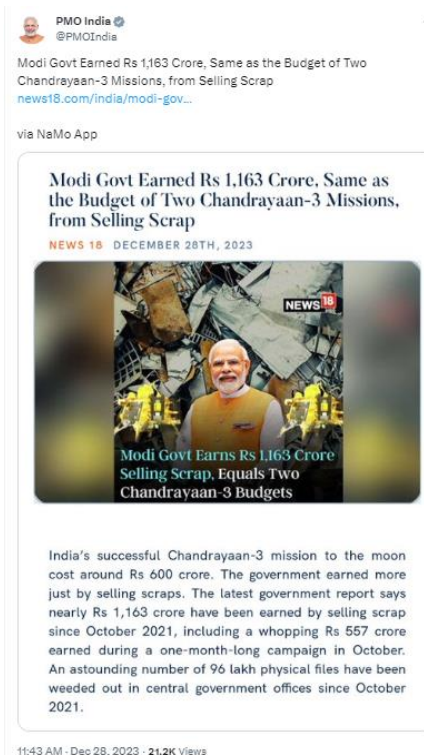 PMO India
@PMOIndia
Modi Govt Earned Rs 1,163 Crore, Same as the Budget of Two
Chandrayaan-3 Missions, from Selling Scrap
news18.com/india/modi-gov...
via NaMo App
Modi Govt Earned Rs 1,163 Crore, Same as
the Budget of Two Chandrayaan-3 Missions,
from Selling Scrap
NEWS 18 DECEMBER 28TH, 2023
NEWS 18
Modi Govt Earns Rs 1,163 Crore
Selling Scrap, Equals Two
Chandrayaan-3 Budgets
India's successful Chandrayaan-3 mission to the moon
cost around Rs 600 crore. The government earned more
just by selling scraps. The latest government report says
nearly Rs 1,163 crore have been earned by selling scrap
since October 2021, including a whopping Rs 557 crore
earned during a one-month-long campaign in October.
An astounding number of 96 lakh physical files have been
weeded out in central government offices since October
2021.
11:43 AM · Dec 28, 2023 · 21.2K Views